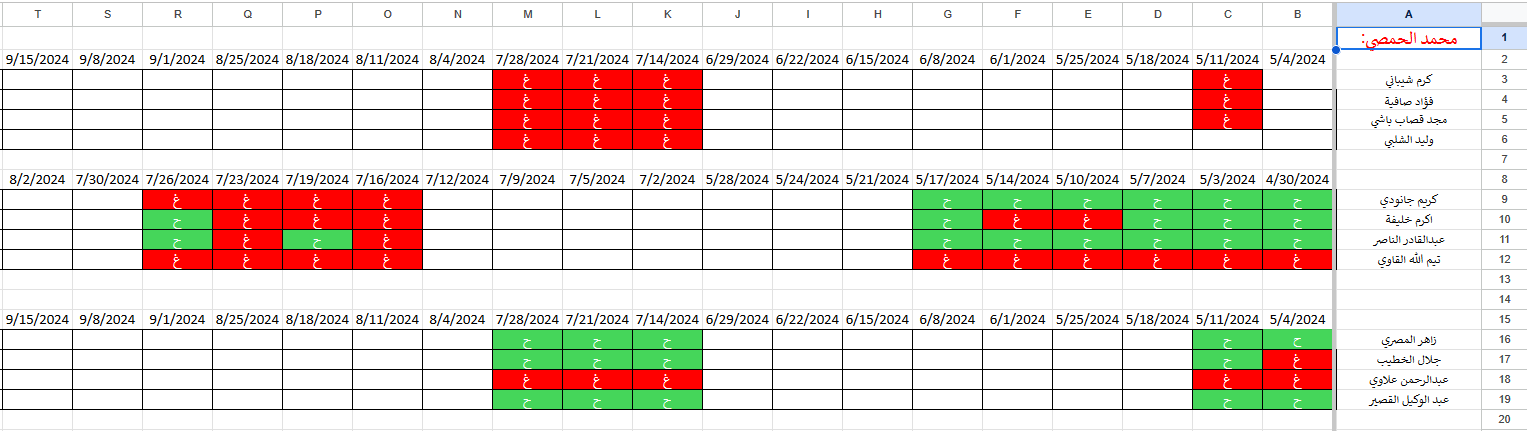 A B C D E F G H I J K L M N O P Q R S T
1 محمد الحمصي:
2 5/4/2024 5/11/2024 5/18/2024 5/25/2024 6/1/2024 6/8/2024 6/15/2024 6/22/2024 6/29/2024 7/14/2024 7/21/2024 7/28/2024 8/4/2024 8/11/2024 8/18/2024 8/25/2024 9/1/2024 9/8/2024 9/15/2024
3 كرم شيباني غ غ غ غ
4 فؤاد صافية غ غ غ غ
5 مجد قصاب باشي غ غ غ غ
6 وليد الشلبي غ غ غ
7
8 4/30/2024 5/3/2024 5/7/2024 5/10/2024 5/14/2024 5/17/2024 5/21/2024 5/24/2024 5/28/2024 7/2/2024 7/5/2024 7/9/2024 7/12/2024 7/16/2024 7/19/2024 7/23/2024 7/26/2024 7/30/2024 8/2/2024
9 كريم جانودي ح ح ح ح ح ح غ غ غ غ
10 اكرم خليفة ح ح ح غ غ ح غ غ غ ح
11 عبدالقادر الناصر ح ح ح ح ح ح غ ح غ ح
12 تيم الله القاوي غ غ غ غ غ غ غ غ غ غ
13
14
15 5/4/2024 5/11/2024 5/18/2024 5/25/2024 6/1/2024 6/8/2024 6/15/2024 6/22/2024 6/29/2024 7/14/2024 7/21/2024 7/28/2024 8/4/2024 8/11/2024 8/18/2024 8/25/2024 9/1/2024 9/8/2024 9/15/2024
16 زاهر المصري ح ح ح ح ح
17 جلال الخطيب غ ح ح ح ح
18 عبدالرحمن علاوي غ غ غ غ غ
19 عبد الوكيل القصير ح ح ح ح ح
20